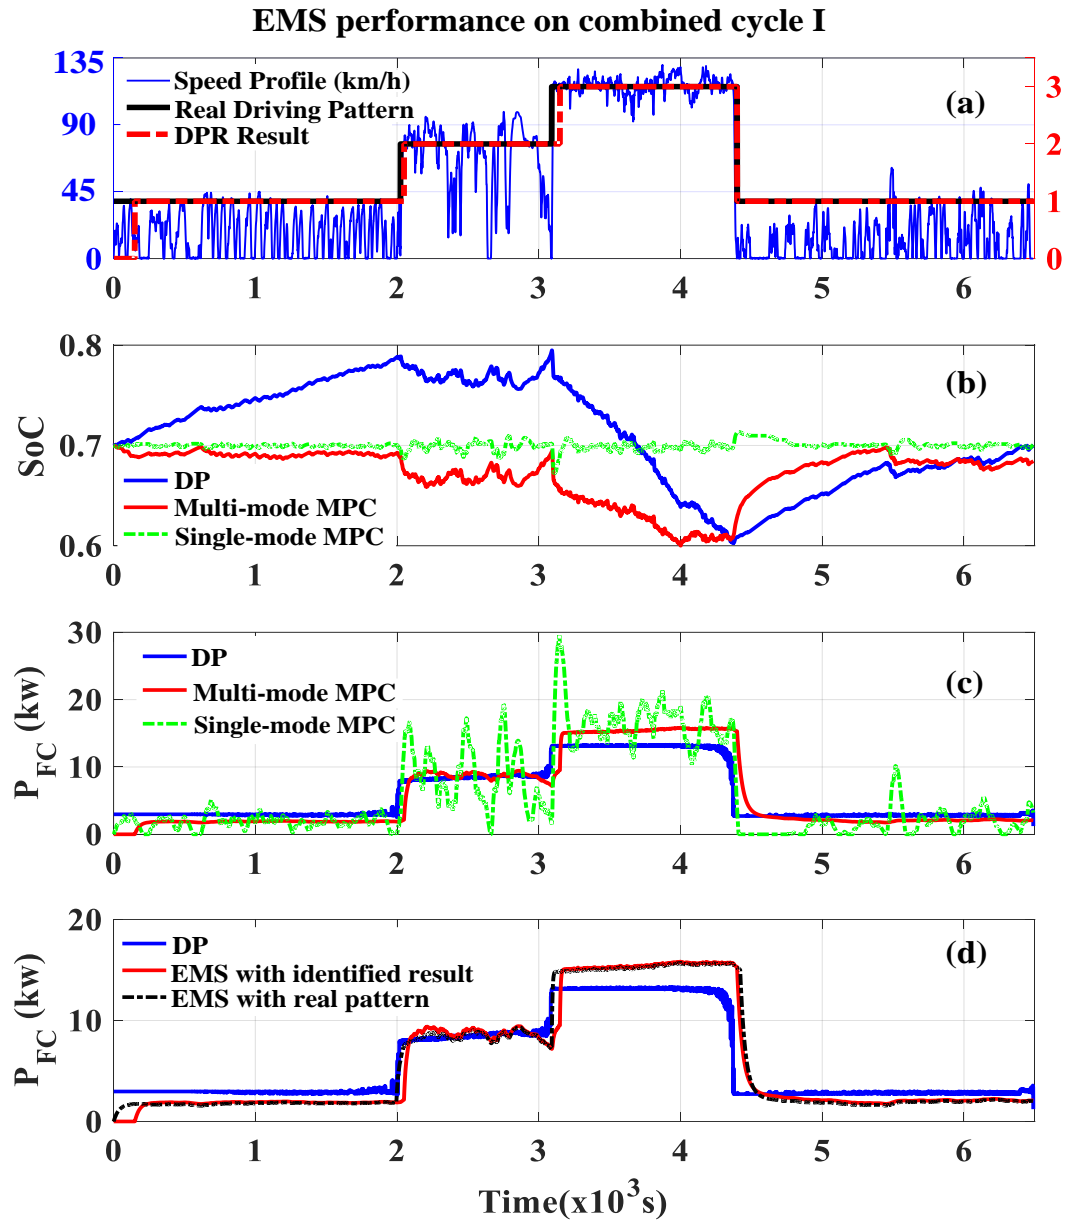 EMS performance on combined cycle I
135
90
45
0
Speed Profile (km/h)
Real Driving Pattern
DPR Result
(a)
3
2
1
0
0 1 2 3 4 5 6
SoC
0.8
0.7
0.6
DP
Multi-mode MPC
Single-mode MPC
(b)
0 1 2 3 4 5 6
P_FC (kw)
30
20
10
0
DP
Multi-mode MPC
Single-mode MPC
(c)
0 1 2 3 4 5 6
P_FC (kw)
20
10
0
DP
EMS with identified result
EMS with real pattern
(d)
0 1 2 3 4 5 6
Time(x10³s)